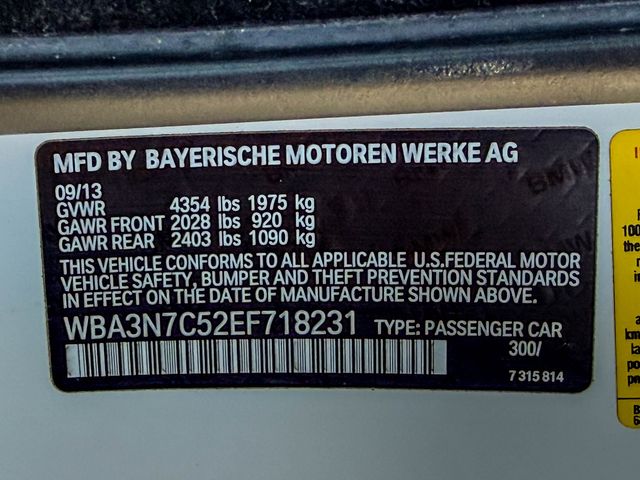 MFD BY BAYERISCHE MOTOREN WERKE AG
09/13
GVWR 4354 lbs 1975 kg
GAWR FRONT 2028 lbs 920 kg
GAWR REAR 2403 lbs 1090 kg
THIS VEHICLE CONFORMS TO ALL APPLICABLE U.S.FEDERAL MOTOR
VEHICLE SAFETY, BUMPER AND THEFT PREVENTION STANDARDS
IN EFFECT ON THE DATE OF MANUFACTURE SHOWN ABOVE.
WBA3N7C52EF718231 TYPE: PASSENGER CAR
300/
7 315 814